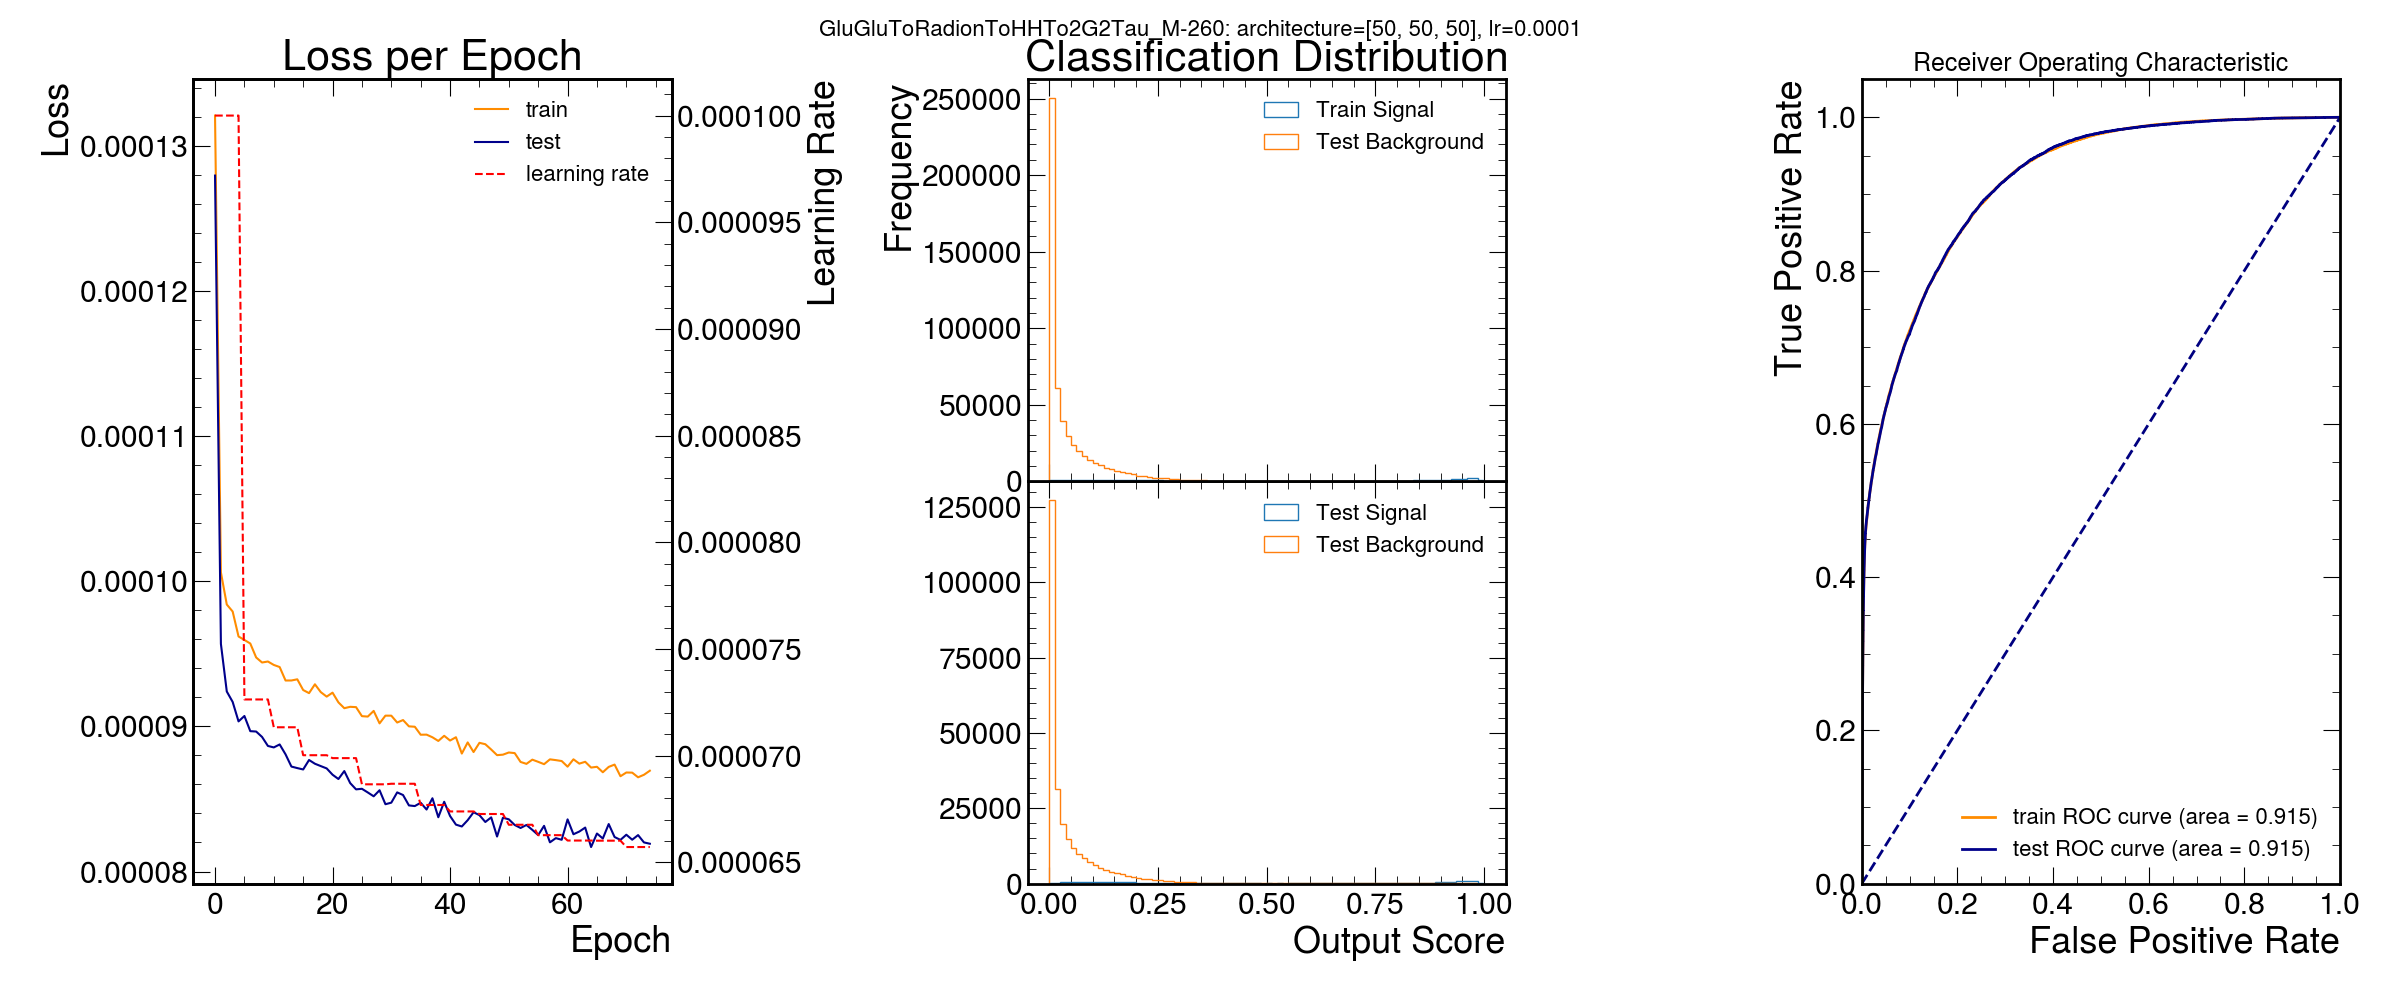 GluGluToRadionToHHTo2G2Tau_M-260: architecture=[50, 50, 50], lr=0.0001
Loss per Epoch
Loss
0.00013
0.00012
0.00011
0.00010
0.00009
0.00008
train
test
learning rate
0 20 40 60
Epoch
Learning Rate
0.000100
0.000095
0.000090
0.000085
0.000080
0.000075
0.000070
0.000065
Classification Distribution
Frequency
250000
200000
150000
100000
50000
0
Train Signal
Test Background
125000
100000
75000
50000
25000
0
Test Signal
Test Background
0.00 0.25 0.50 0.75 1.00
Output Score
Receiver Operating Characteristic
True Positive Rate
1.0
0.8
0.6
0.4
0.2
0.0
train ROC curve (area = 0.915)
test ROC curve (area = 0.915)
0.0 0.2 0.4 0.6 0.8 1.0
False Positive Rate